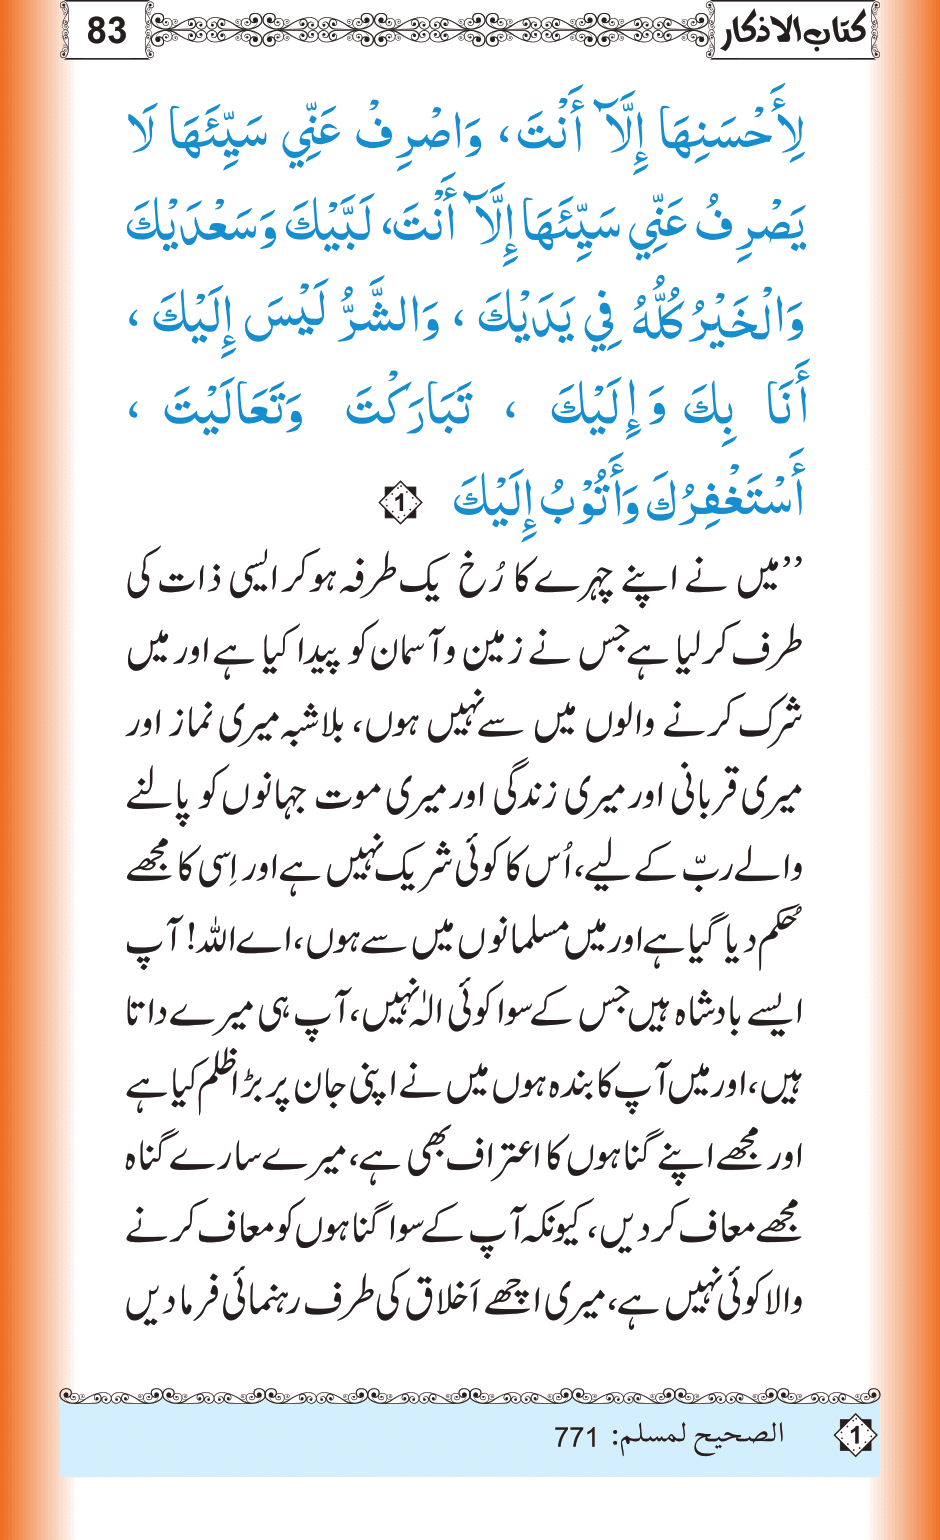 كتاب الاذكار
83
لِأَحْسَنِهَا إِلَّآ أَنْتَ، وَاصْرِفْ عَنِّي سَيِّئَهَا لَا
يَصْرِفُ عَنِّي سَيِّئَهَا إِلَّآ أَنْتَ، لَبَّيْكَ وَسَعْدَيْكَ
وَالْخَيْرُ كُلُّهُ فِي يَدَيْكَ ، وَالشَّرُّ لَيْسَ إِلَيْكَ ،
أَنَا بِكَ وَإِلَيْكَ ، تَبَارَكْتَ وَتَعَالَيْتَ ،
أَسْتَغْفِرُكَ وَأَتُوْبُ إِلَيْكَ 1
’’میں نے اپنے چہرے کا رُخ یک طرفہ ہو کر ایسی ذات کی
طرف کر لیا ہے جس نے زمین و آسمان کو پیدا کیا ہے اور میں
شرک کرنے والوں میں سے نہیں ہوں، بلاشبہ میری نماز اور
میری قربانی اور میری زندگی اور میری موت جہانوں کو پالنے
والے ربّ کے لیے، اُس کا کوئی شریک نہیں ہے اور اِسی کا مجھے
حُکم دیا گیا ہے اور میں مسلمانوں میں سے ہوں، اے اللہ! آپ
ایسے بادشاہ ہیں جس کے سوا کوئی الٰہ نہیں، آپ ہی میرے داتا
ہیں، اور میں آپ کا بندہ ہوں میں نے اپنی جان پر بڑا ظلم کیا ہے
اور مجھے اپنے گناہوں کا اعتراف بھی ہے، میرے سارے گناہ
مجھے معاف کر دیں، کیونکہ آپ کے سوا گناہوں کو معاف کرنے
والا کوئی نہیں ہے، میری اچھے اَخلاق کی طرف رہنمائی فرما دیں
1 الصحیح لمسلم: 771